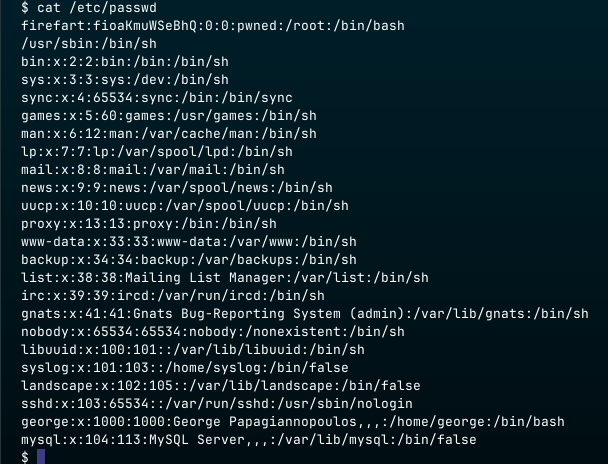 $ cat /etc/passwd
firefart:fioaKmuWSeBhQ:0:0:pwned:/root:/bin/bash
/usr/sbin:/bin/sh
bin:x:2:2:bin:/bin:/bin/sh
sys:x:3:3:sys:/dev:/bin/sh
sync:x:4:65534:sync:/bin:/bin/sync
games:x:5:60:games:/usr/games:/bin/sh
man:x:6:12:man:/var/cache/man:/bin/sh
lp:x:7:7:lp:/var/spool/lpd:/bin/sh
mail:x:8:8:mail:/var/mail:/bin/sh
news:x:9:9:news:/var/spool/news:/bin/sh
uucp:x:10:10:uucp:/var/spool/uucp:/bin/sh
proxy:x:13:13:proxy:/bin:/bin/sh
www-data:x:33:33:www-data:/var/www:/bin/sh
backup:x:34:34:backup:/var/backups:/bin/sh
list:x:38:38:Mailing List Manager:/var/list:/bin/sh
irc:x:39:39:ircd:/var/run/ircd:/bin/sh
gnats:x:41:41:Gnats Bug-Reporting System (admin):/var/lib/gnats:/bin/sh
nobody:x:65534:65534:nobody:/nonexistent:/bin/sh
libuuid:x:100:101::/var/lib/libuuid:/bin/sh
syslog:x:101:103::/home/syslog:/bin/false
landscape:x:102:105::/var/lib/landscape:/bin/false
sshd:x:103:65534::/var/run/sshd:/usr/sbin/nologin
george:x:1000:1000:George Papagiannopoulos,,,:/home/george:/bin/bash
mysql:x:104:113:MySQL Server,,,:/var/lib/mysql:/bin/false
$